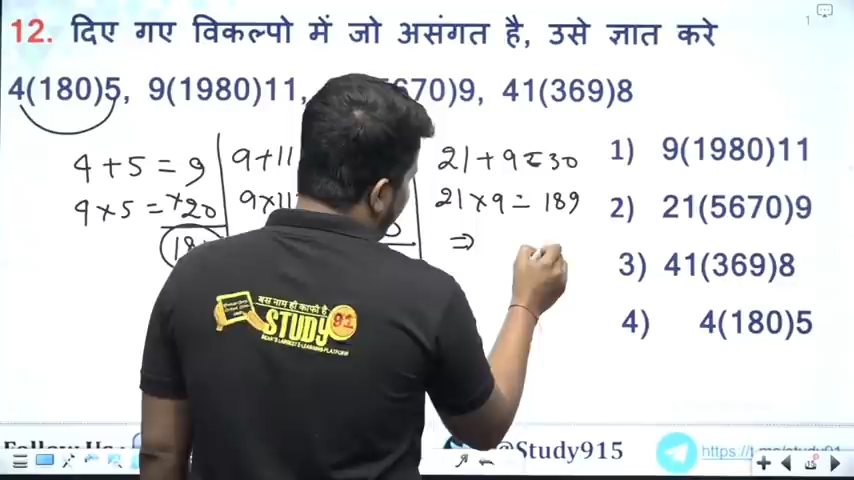 12. दिए गए विकल्पो में जो असंगत है, उसे ज्ञात करे
4(180)5, 9(1980)11, 5670)9, 41(369)8
4 + 5 = 9
4 × 5 = ×20
9+11
9×11
21 + 9 = 30
21 × 9 = 189
⇒
1) 9(1980)11
2) 21(5670)9
3) 41(369)8
4) 4(180)5
बस नाम ही काफी है
STUDY 91
@Study915
https://t.me/study91